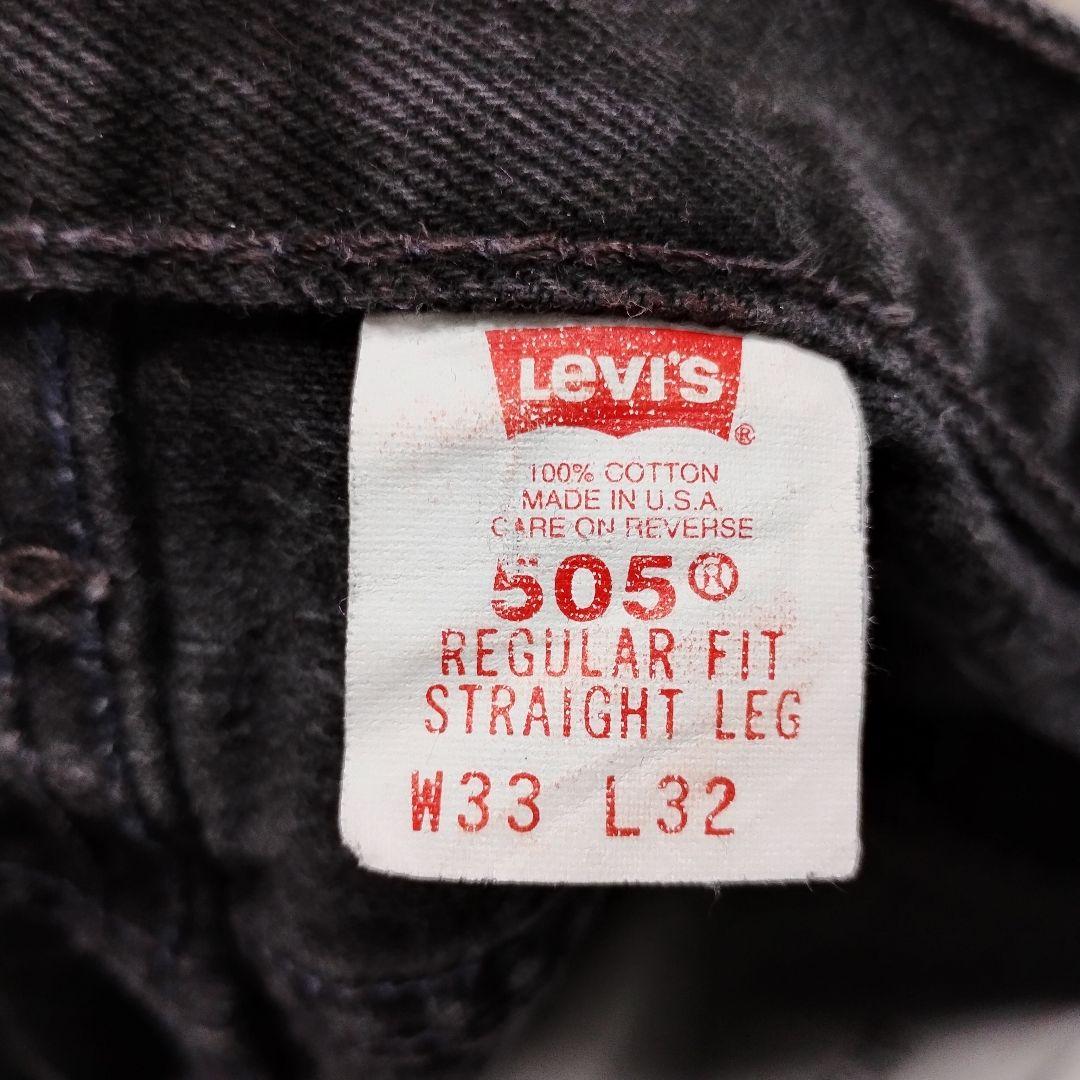 Levi's
®
100% COTTON
MADE IN U.S.A.
CARE ON REVERSE
505®
REGULAR FIT
STRAIGHT LEG
W33 L32